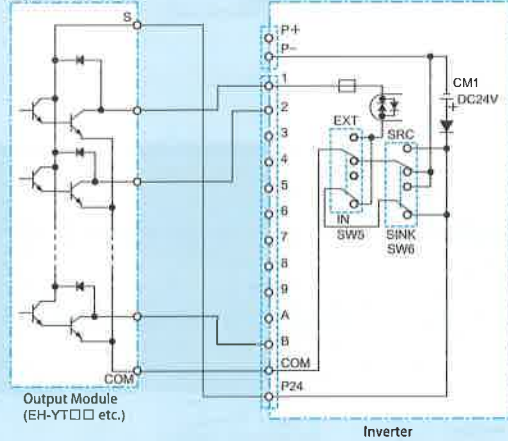 S
P+
P−
1
2
3
4
5
6
7
8
9
A
B
COM
P24
EXT
SRC
IN
SW5
SINK
SW6
CM1
DC24V
+
COM
Output Module
(EH-YT□□ etc.)
Inverter